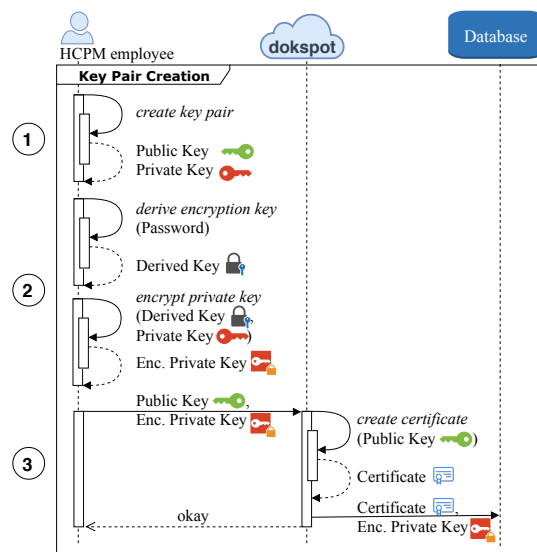 HCPM employee
dokspot
Database
Key Pair Creation
1
create key pair
Public Key
Private Key
2
derive encryption key
(Password)
Derived Key
encrypt private key
(Derived Key ,
Private Key )
Enc. Private Key
3
Public Key ,
Enc. Private Key
create certificate
(Public Key )
Certificate
Certificate ,
Enc. Private Key
okay